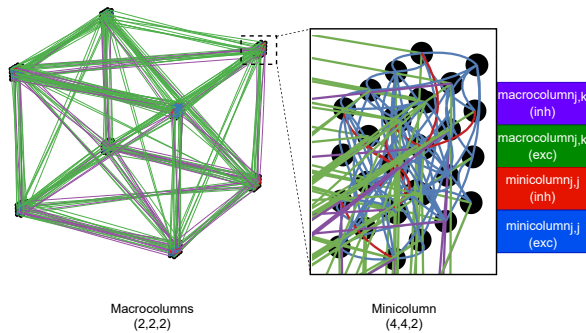 macrocolumnj,k
(inh)
macrocolumnj,k
(exc)
minicolumnj,j
(inh)
minicolumnj,j
(exc)
Macrocolumns
(2,2,2)
Minicolumn
(4,4,2)